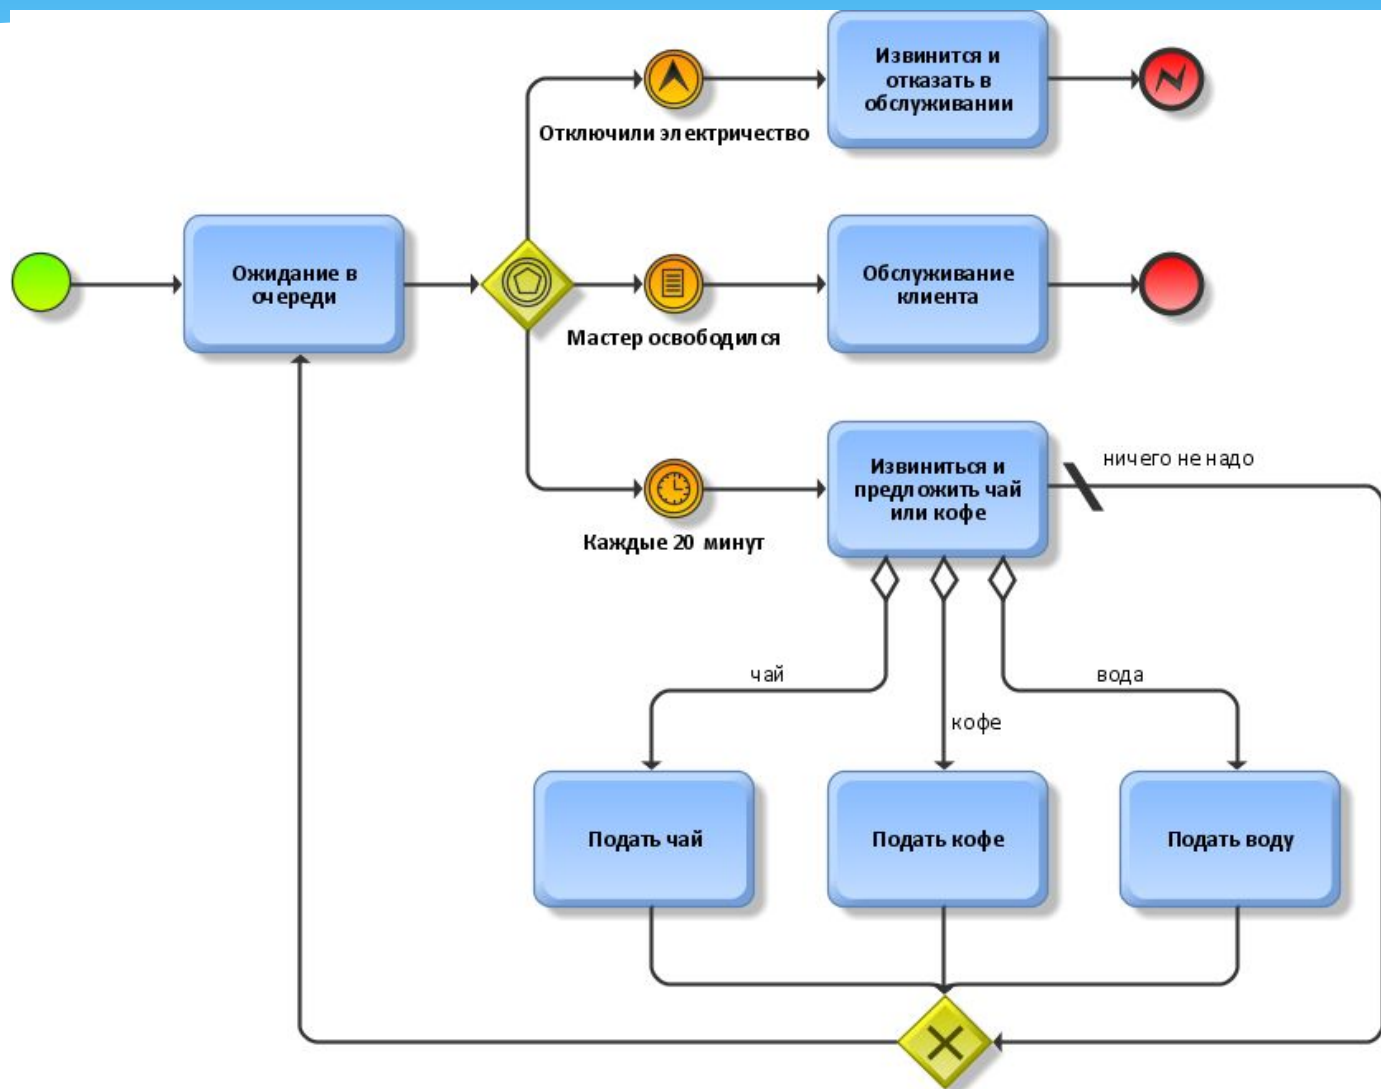 Извинится и
отказать в
обслуживании
Отключили электричество
Ожидание в
очереди
Обслуживание
клиента
Мастер освободился
Извиниться и
предложить чай
или кофе
ничего не надо
Каждые 20 минут
чай
кофе
вода
Подать чай
Подать кофе
Подать воду